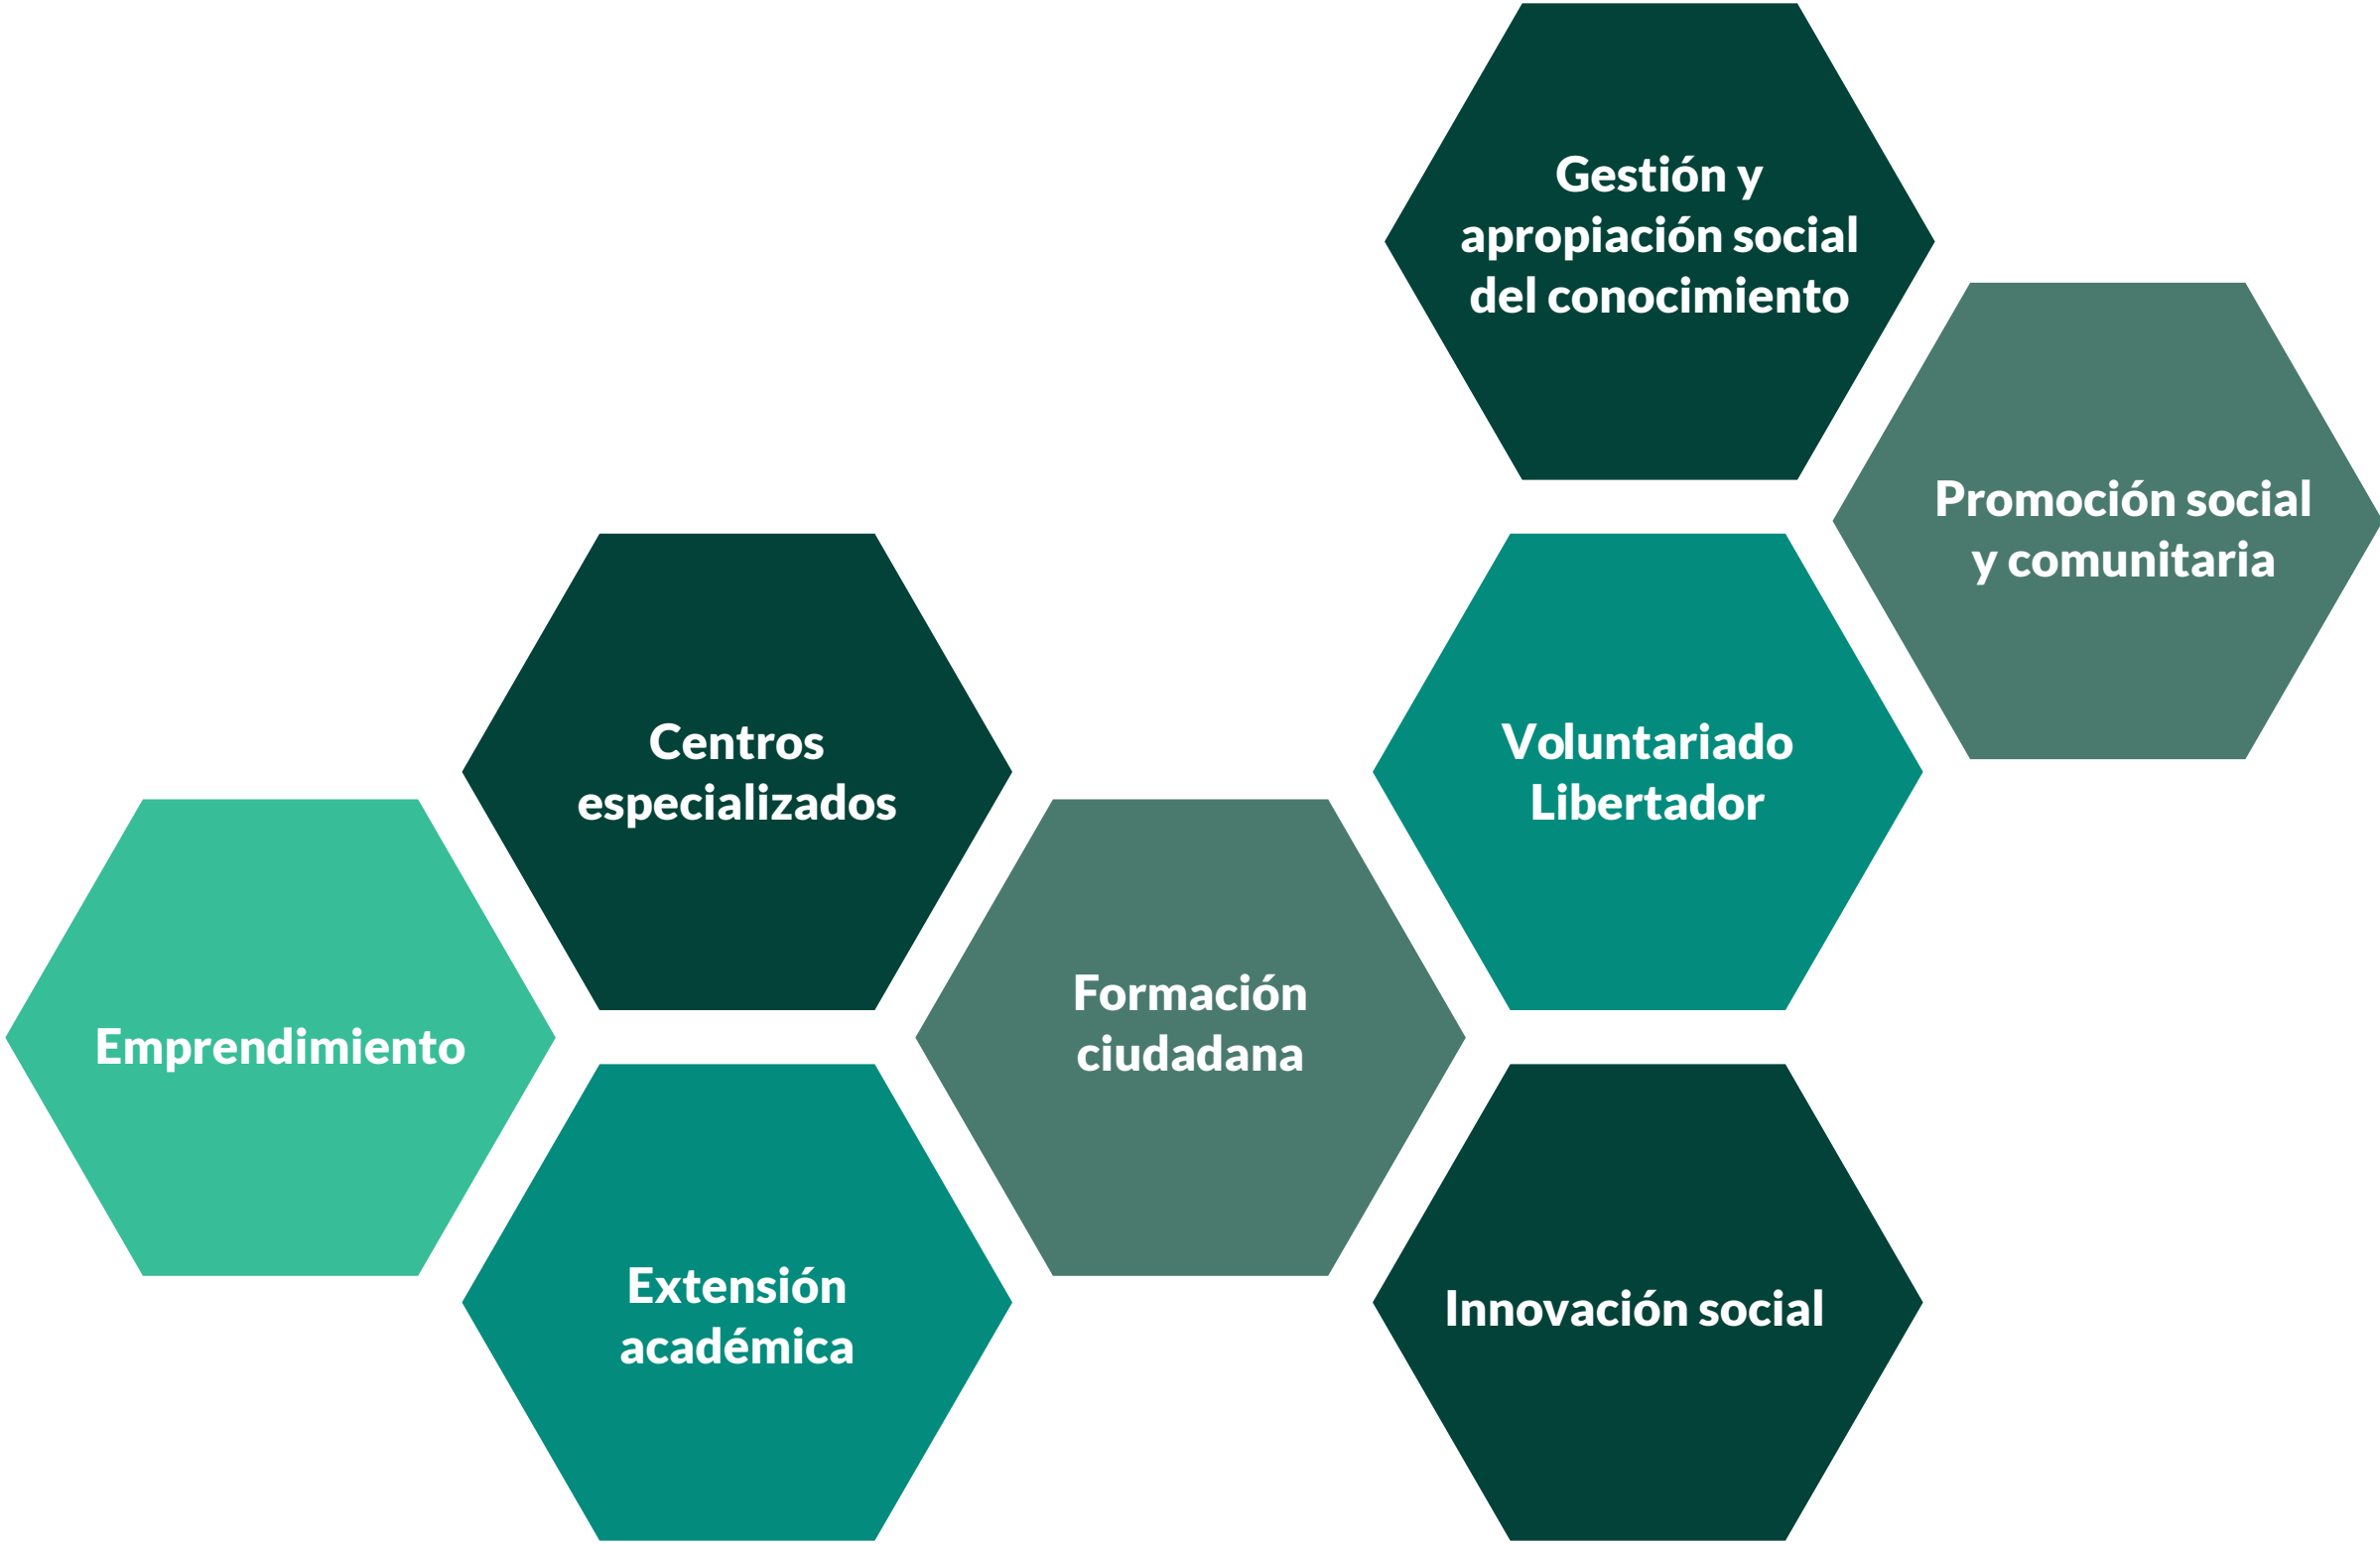 Gestión y
apropiación social
del conocimiento
Promoción social
y comunitaria
Centros
especializados
Voluntariado
Libertador
Emprendimiento
Formación
ciudadana
Extensión
académica
Innovación social